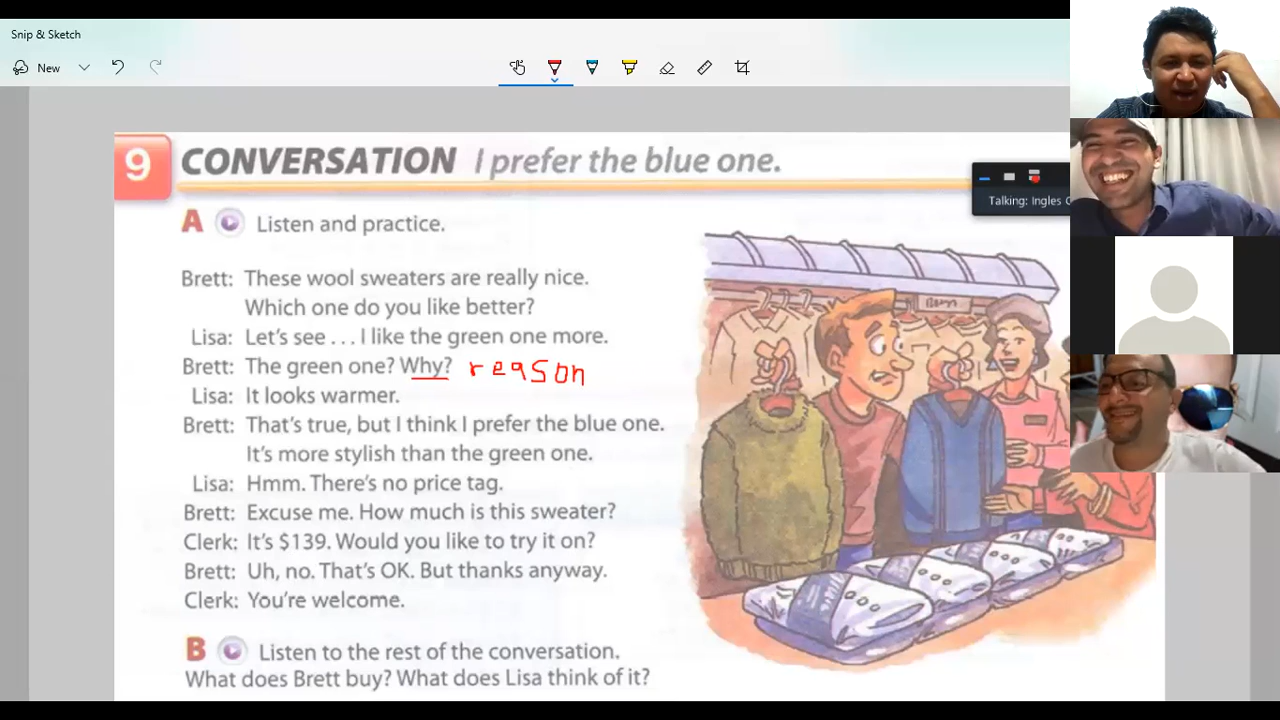 Snip & Sketch
New
9 CONVERSATION I prefer the blue one.
Talking: Ingles
A Listen and practice.
Brett: These wool sweaters are really nice.
Which one do you like better?
Lisa: Let's see . . . I like the green one more.
Brett: The green one? Why? reason
Lisa: It looks warmer.
Brett: That's true, but I think I prefer the blue one.
It's more stylish than the green one.
Lisa: Hmm. There's no price tag.
Brett: Excuse me. How much is this sweater?
Clerk: It's $139. Would you like to try it on?
Brett: Uh, no. That's OK. But thanks anyway.
Clerk: You're welcome.
B Listen to the rest of the conversation.
What does Brett buy? What does Lisa think of it?